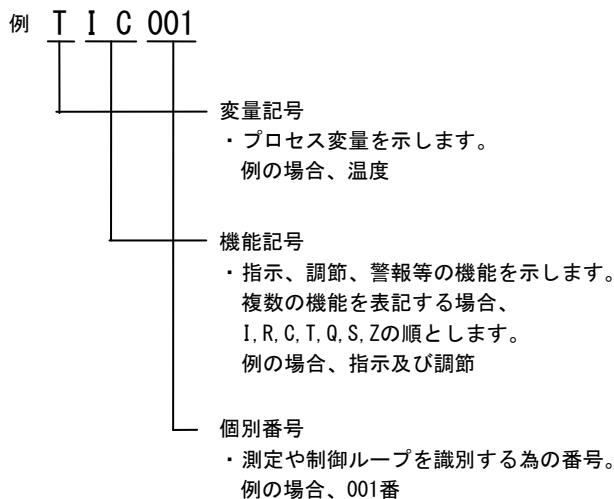 例 T I C 001
変量記号
・プロセス変量を示します。
例の場合、温度
機能記号
・指示、調節、警報等の機能を示します。
複数の機能を表記する場合、
I,R,C,T,Q,S,Zの順とします。
例の場合、指示及び調節
個別番号
・測定や制御ループを識別する為の番号。
例の場合、001番